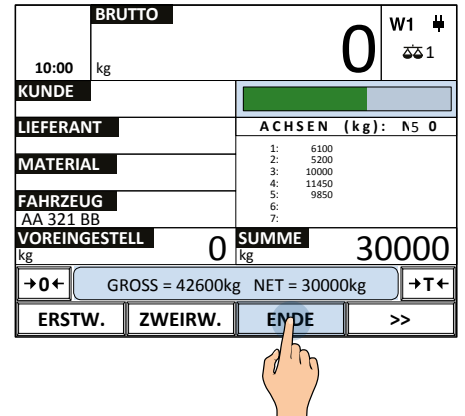 BRUTTO
0
W1
1
10:00 kg
KUNDE
LIEFERANT
ACHSEN (kg): N5 0
1: 6100
2: 5200
3: 10000
4: 11450
5: 9850
6:
7:
MATERIAL
FAHRZEUG
AA 321 BB
VOREINGESTELL
kg 0
SUMME
kg 30000
→0← GROSS = 42600kg NET = 30000kg →T←
ERSTW. ZWEIRW. ENDE >>